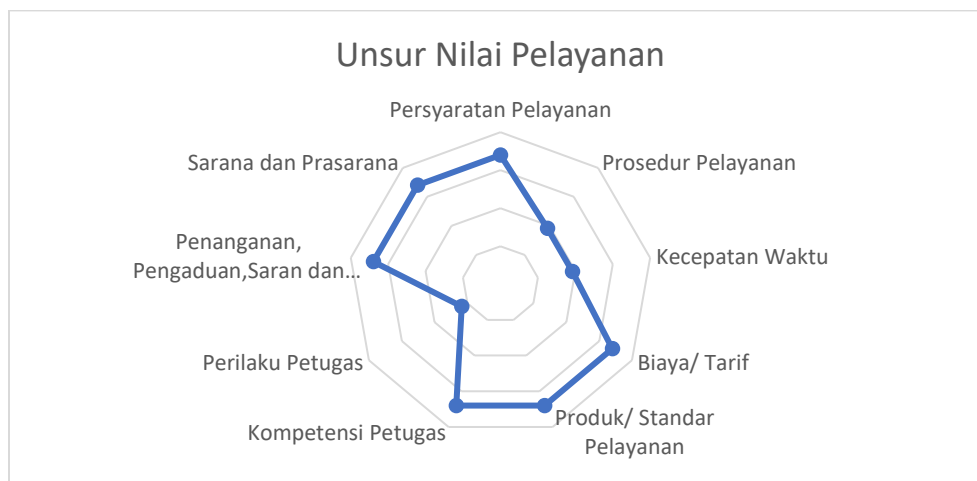 Unsur Nilai Pelayanan
Persyaratan Pelayanan
Prosedur Pelayanan
Kecepatan Waktu
Biaya/ Tarif
Produk/ Standar
Pelayanan
Kompetensi Petugas
Perilaku Petugas
Penanganan,
Pengaduan,Saran dan...
Sarana dan Prasarana